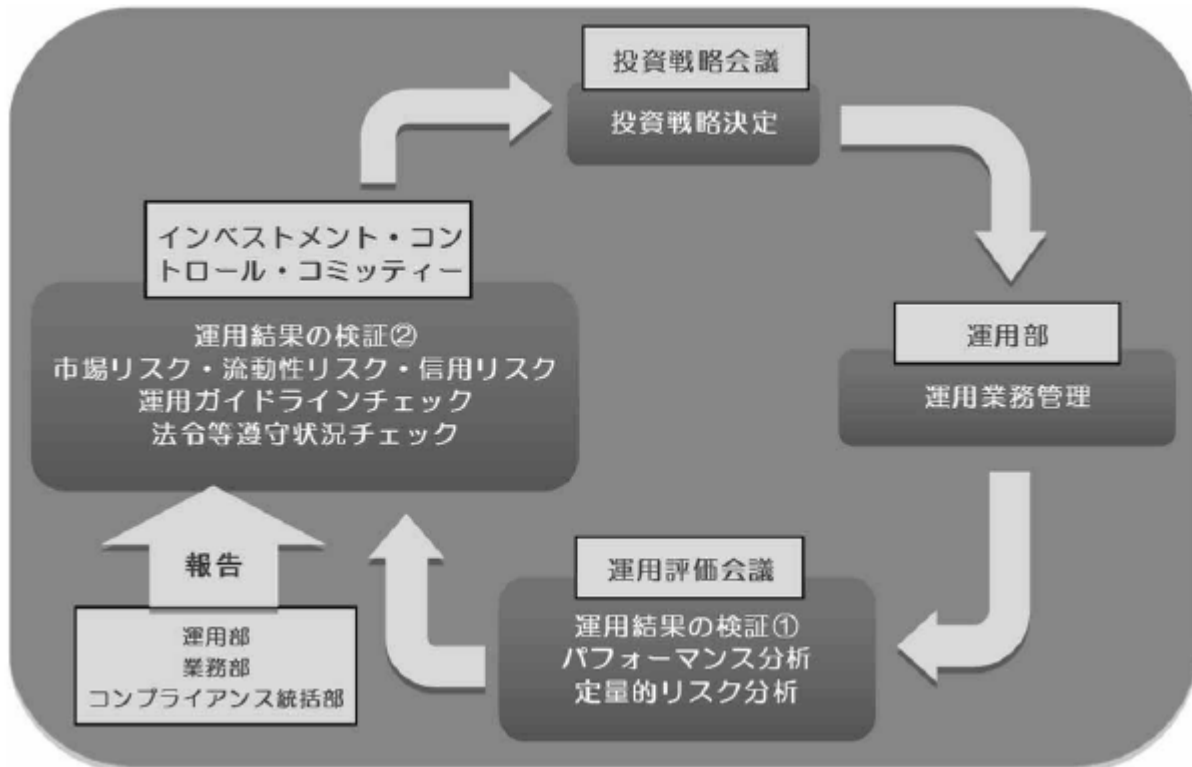 投資戦略会議
投資戦略決定
インベストメント・コン
トロール・コミッティー
運用結果の検証②
市場リスク・流動性リスク・信用リスク
運用ガイドラインチェック
法令等遵守状況チェック
運用部
運用業務管理
報告
運用部
業務部
コンプライアンス統括部
運用評価会議
運用結果の検証①
パフォーマンス分析
定量的リスク分析